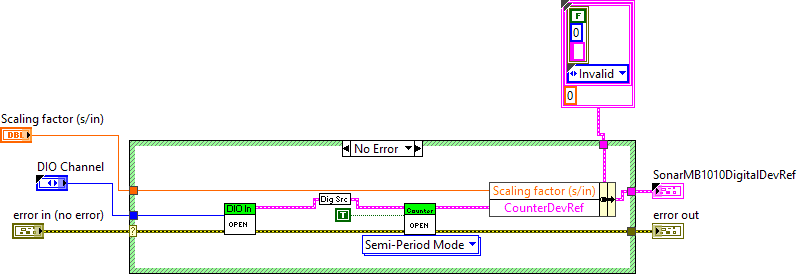 F
0
Invalid
0
Scaling factor (s/in)
DBL
No Error
DIO Channel
Scaling factor (s/in)
SonarMB1010DigitalDevRef
DIO In
OPEN
Dig Src
T
Counter
OPEN
CounterDevRef
error in (no error)
?
error out
Semi-Period Mode